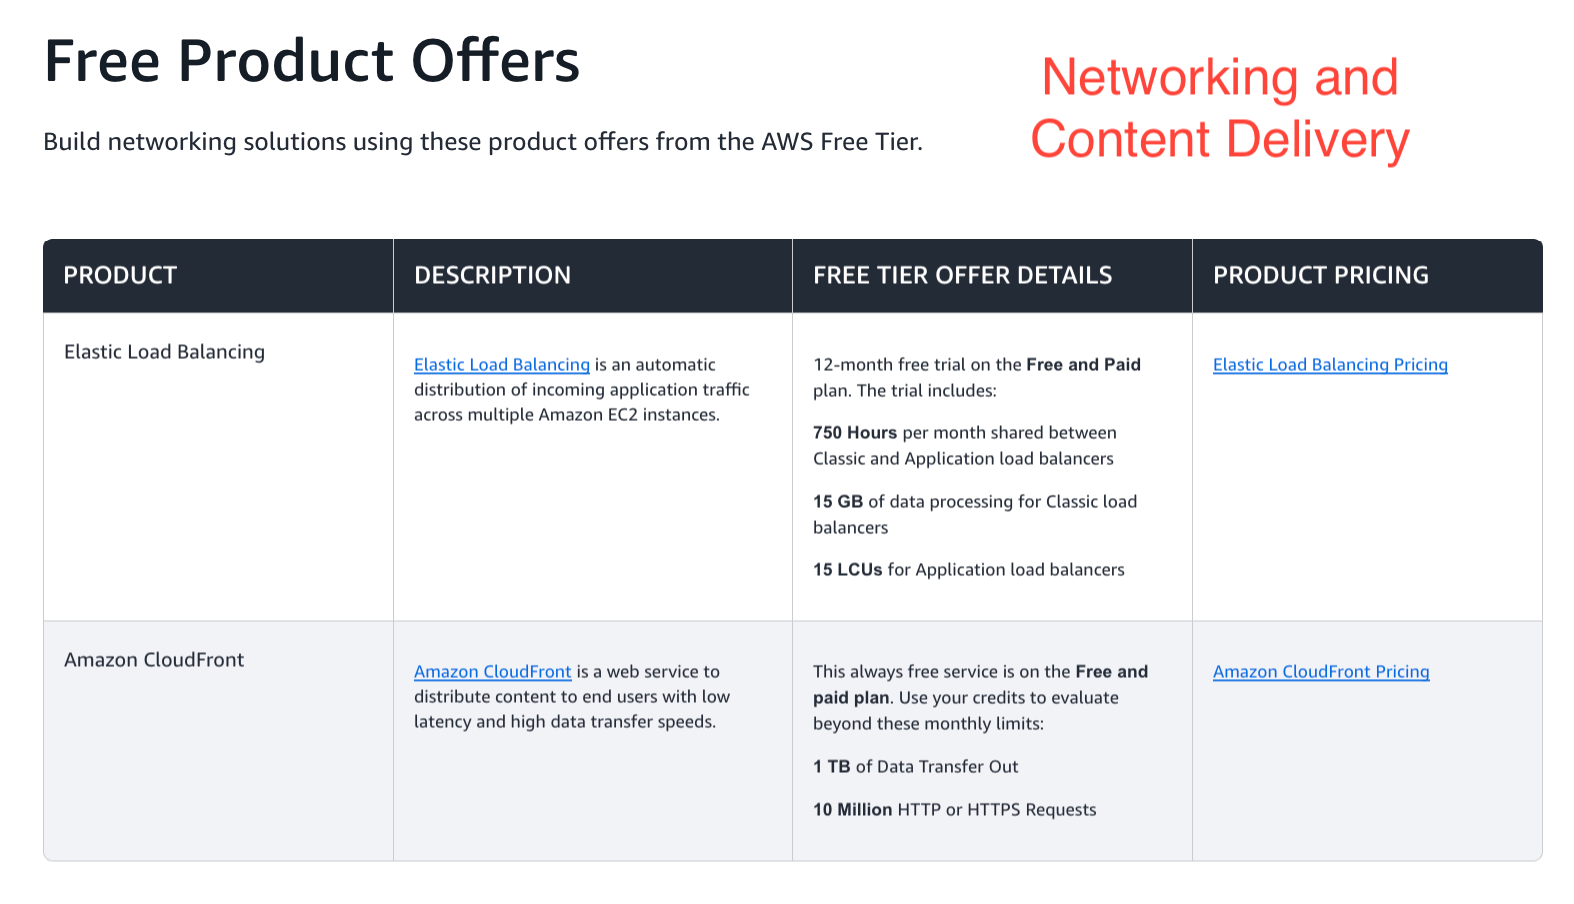 Free Product Offers
Networking and
Content Delivery
Build networking solutions using these product offers from the AWS Free Tier.
PRODUCT
DESCRIPTION
FREE TIER OFFER DETAILS
PRODUCT PRICING
Elastic Load Balancing
Elastic Load Balancing is an automatic
distribution of incoming application traffic
across multiple Amazon EC2 instances.
12-month free trial on the Free and Paid
plan. The trial includes:
750 Hours per month shared between
Classic and Application load balancers
15 GB of data processing for Classic load
balancers
15 LCUs for Application load balancers
Elastic Load Balancing Pricing
Amazon CloudFront
Amazon CloudFront is a web service to
distribute content to end users with low
latency and high data transfer speeds.
This always free service is on the Free and
paid plan. Use your credits to evaluate
beyond these monthly limits:
1 TB of Data Transfer Out
10 Million HTTP or HTTPS Requests
Amazon CloudFront Pricing